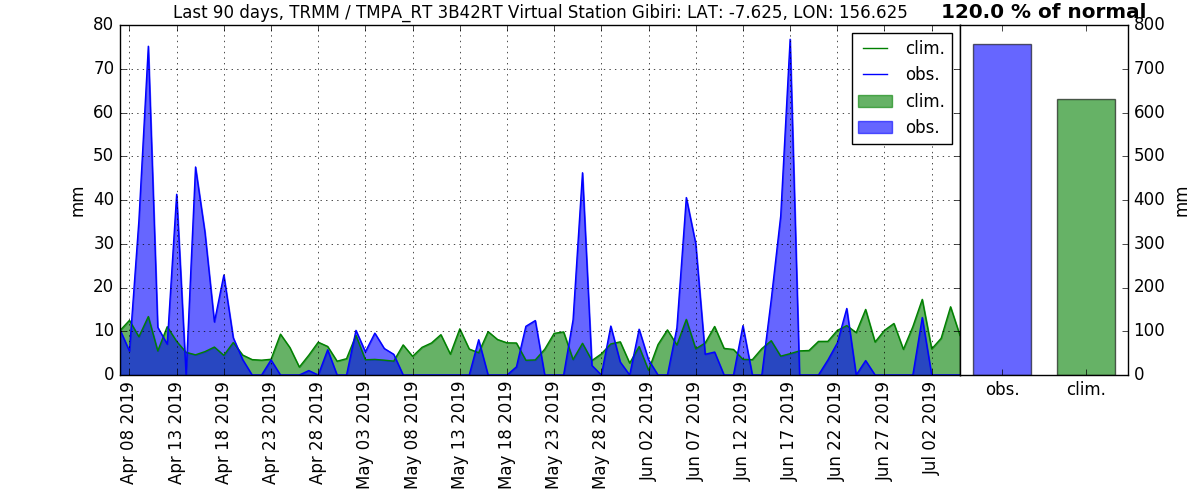 Last 90 days, TRMM / TMPA_RT 3B42RT Virtual Station Gibiri: LAT: -7.625, LON: 156.625
120.0 % of normal
80
70
60
50
40
30
20
10
0
mm
clim.
obs.
clim.
obs.
800
700
600
500
400
300
200
100
0
mm
Apr 08 2019
Apr 13 2019
Apr 18 2019
Apr 23 2019
Apr 28 2019
May 03 2019
May 08 2019
May 13 2019
May 18 2019
May 23 2019
May 28 2019
Jun 02 2019
Jun 07 2019
Jun 12 2019
Jun 17 2019
Jun 22 2019
Jun 27 2019
Jul 02 2019
obs.
clim.